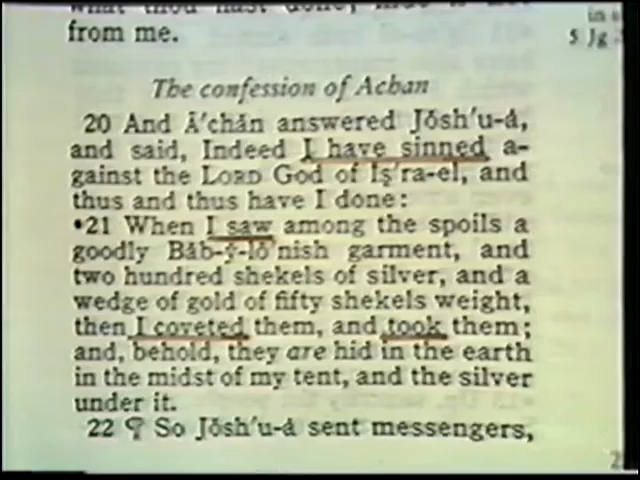 from me.
The confession of Achan
20 And Ā'chăn answered Jŏsh'u-ȧ,
and said, Indeed I have sinned a-
gainst the LORD God of Iṣ'ra-el, and
thus and thus have I done:
•21 When I saw among the spoils a
goodly Băb-ȳ-lō'nish garment, and
two hundred shekels of silver, and a
wedge of gold of fifty shekels weight,
then I coveted them, and took them;
and, behold, they are hid in the earth
in the midst of my tent, and the silver
under it.
22 ¶ So Jŏsh'u-ȧ sent messengers,
in
5 Jg